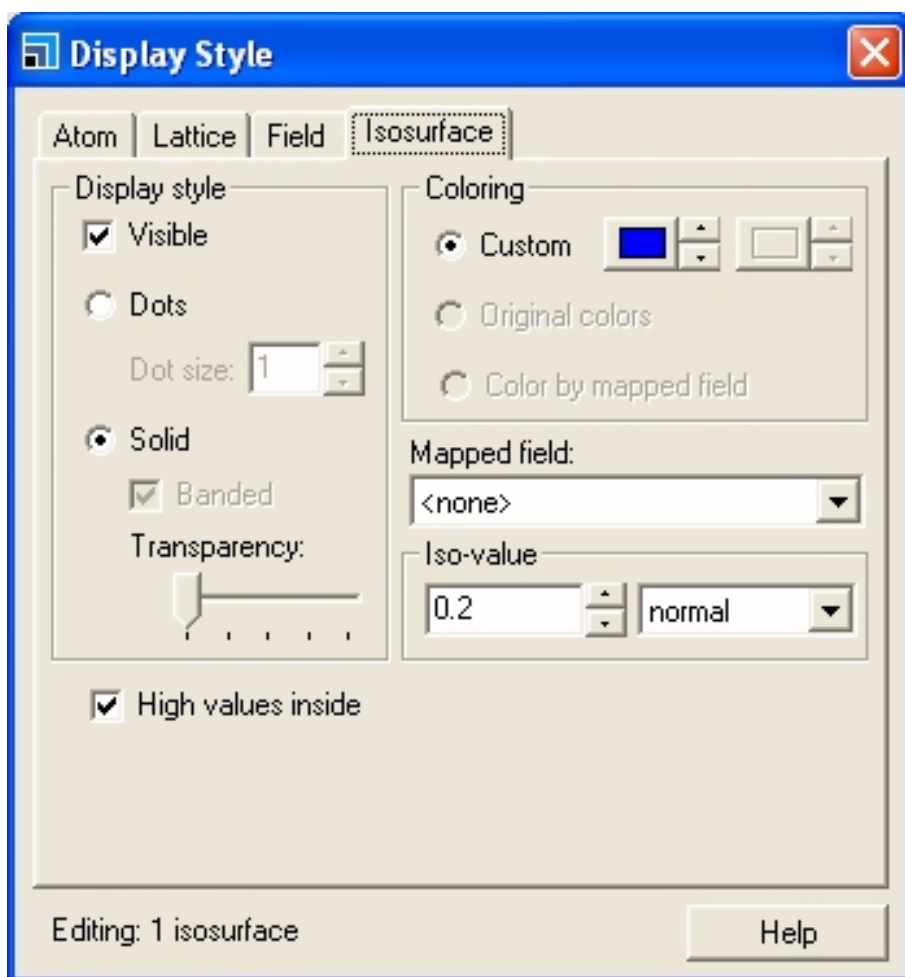 Display Style
Atom Lattice Field Isosurface
Display style
Visible
Dots
Dot size: 1
Solid
Banded
Transparency:
High values inside
Coloring
Custom
Original colors
Color by mapped field
Mapped field:
<none>
Iso-value
0.2 normal
Editing: 1 isosurface
Help